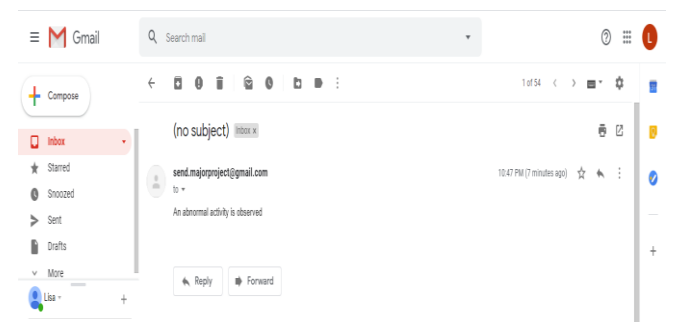 Gmail
Search mail
L
Compose
1 of 54
(no subject) Inbox x
Inbox
Starred
send.majorproject@gmail.com 10:47 PM (7 minutes ago)
to
Snoozed
An abnormal activity is observed
Sent
Drafts
More
Reply Forward
Lisa